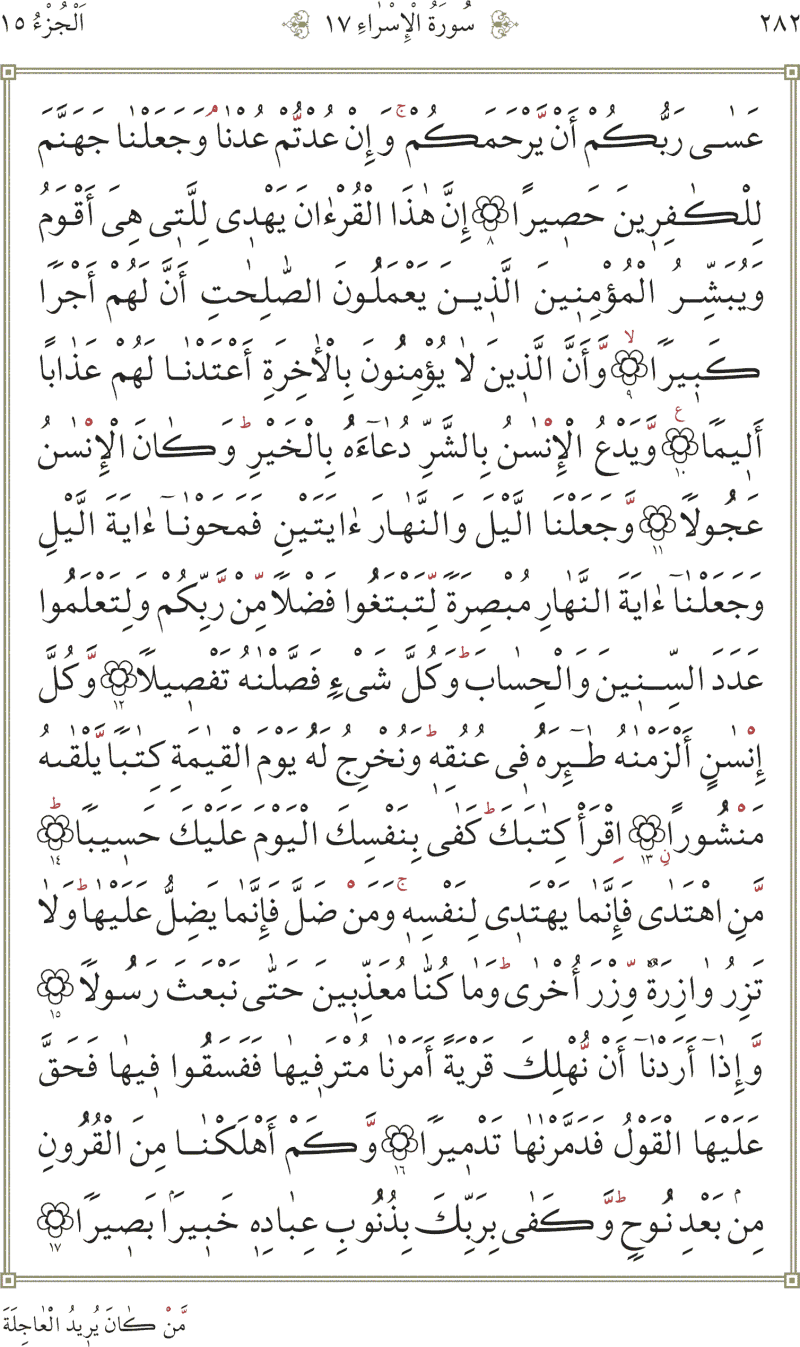 ٢٨٢ سُورَةُ الْإِسْرَاءِ ١٧ اَلْجُزْءُ ١٥
عَسٰى رَبُّكُمْ أَنْ يَّرْحَمَكُمْ ۚ وَإِنْ عُدْتُّمْ عُدْنَا ۘ وَجَعَلْنَا جَهَنَّمَ
لِلْكٰفِرِينَ حَصِيرًا ٨ إِنَّ هٰذَا الْقُرْءَانَ يَهْدِى لِلَّتِى هِىَ أَقْوَمُ
وَيُبَشِّرُ الْمُؤْمِنِينَ الَّذِينَ يَعْمَلُونَ الصّٰلِحٰتِ أَنَّ لَهُمْ أَجْرًا
كَبِيرًا ۙ ٩ وَّأَنَّ الَّذِينَ لَا يُؤْمِنُونَ بِالْأٰخِرَةِ أَعْتَدْنَا لَهُمْ عَذَابًا
أَلِيمًا ١٠ ع وَّيَدْعُ الْإِنْسٰنُ بِالشَّرِّ دُعَآءَهُ بِالْخَيْرِ ؕ وَكَانَ الْإِنْسٰنُ
عَجُولًا ١١ وَّجَعَلْنَا الَّيْلَ وَالنَّهَارَ ءَايَتَيْنِ فَمَحَوْنَآ ءَايَةَ الَّيْلِ
وَجَعَلْنَآ ءَايَةَ النَّهَارِ مُبْصِرَةً لِّتَبْتَغُوا فَضْلًا مِّنْ رَّبِّكُمْ وَلِتَعْلَمُوا
عَدَدَ السِّنِينَ وَالْحِسَابَ ؕ وَكُلَّ شَىْءٍ فَصَّلْنٰهُ تَفْصِيلًا ١٢ وَّكُلَّ
إِنْسٰنٍ أَلْزَمْنٰهُ طٰٓئِرَهُ فِى عُنُقِهٖ ؕ وَنُخْرِجُ لَهُ يَوْمَ الْقِيٰمَةِ كِتٰبًا يَّلْقٰىهُ
مَنْشُورًا ١٣ نِ اِقْرَأْ كِتٰبَكَ ؕ كَفٰى بِنَفْسِكَ الْيَوْمَ عَلَيْكَ حَسِيبًا ؕ ١٤
مَّنِ اهْتَدٰى فَإِنَّمَا يَهْتَدِى لِنَفْسِهٖ ۚ وَمَنْ ضَلَّ فَإِنَّمَا يَضِلُّ عَلَيْهَا ؕ وَلَا
تَزِرُ وَازِرَةٌ وِّزْرَ أُخْرٰى ؕ وَمَا كُنَّا مُعَذِّبِينَ حَتّٰى نَبْعَثَ رَسُولًا ١٥
وَّإِذَآ أَرَدْنَآ أَنْ نُّهْلِكَ قَرْيَةً أَمَرْنَا مُتْرَفِيهَا فَفَسَقُوا فِيهَا فَحَقَّ
عَلَيْهَا الْقَوْلُ فَدَمَّرْنٰهَا تَدْمِيرًا ١٦ وَّكَمْ أَهْلَكْنَا مِنَ الْقُرُونِ
مِنْۢ بَعْدِ نُوحٍ ؕ وَّكَفٰى بِرَبِّكَ بِذُنُوبِ عِبَادِهٖ خَبِيرًۢا بَصِيرًا ١٧
مَّنْ كَانَ يُرِيدُ الْعَاجِلَةَ